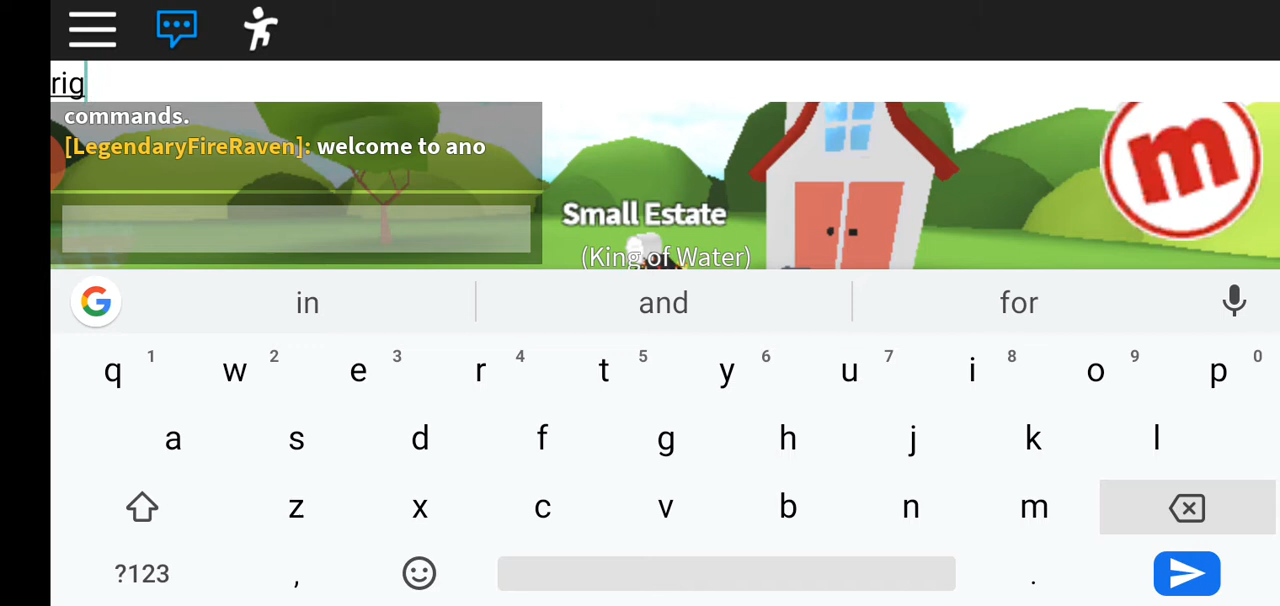 rig
commands.
[LegendaryFireRaven]: welcome to ano
m
Small Estate
(King of Water)
G in and for
q 1 w 2 e 3 r 4 t 5 y 6 u 7 i 8 o 9 p 0
a s d f g h j k l
z x c v b n m
?123 , .